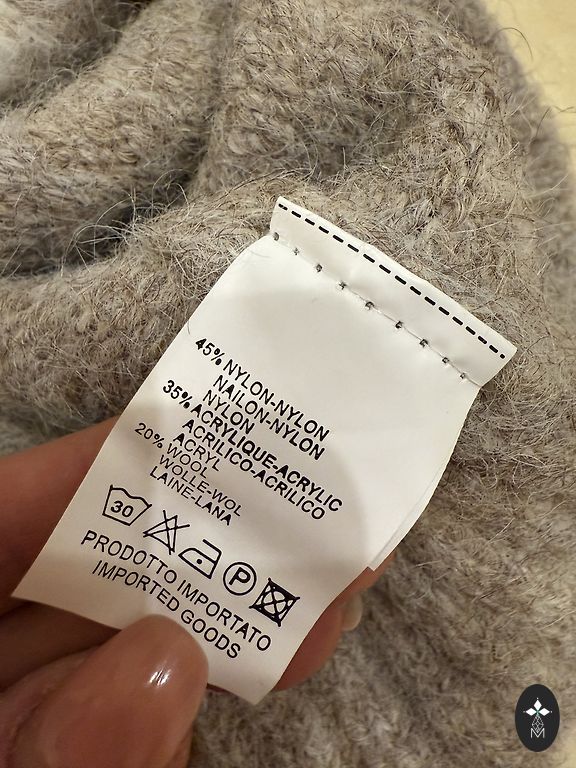 45% NYLON-NYLON
NAILON-NYLON
NYLON
35% ACRYLIQUE-ACRYLIC
ACRILICO-ACRILICO
ACRYL
20% WOOL
WOLLE-WOL
LAINE-LANA
30 P
PRODOTTO IMPORTATO
IMPORTED GOODS
M